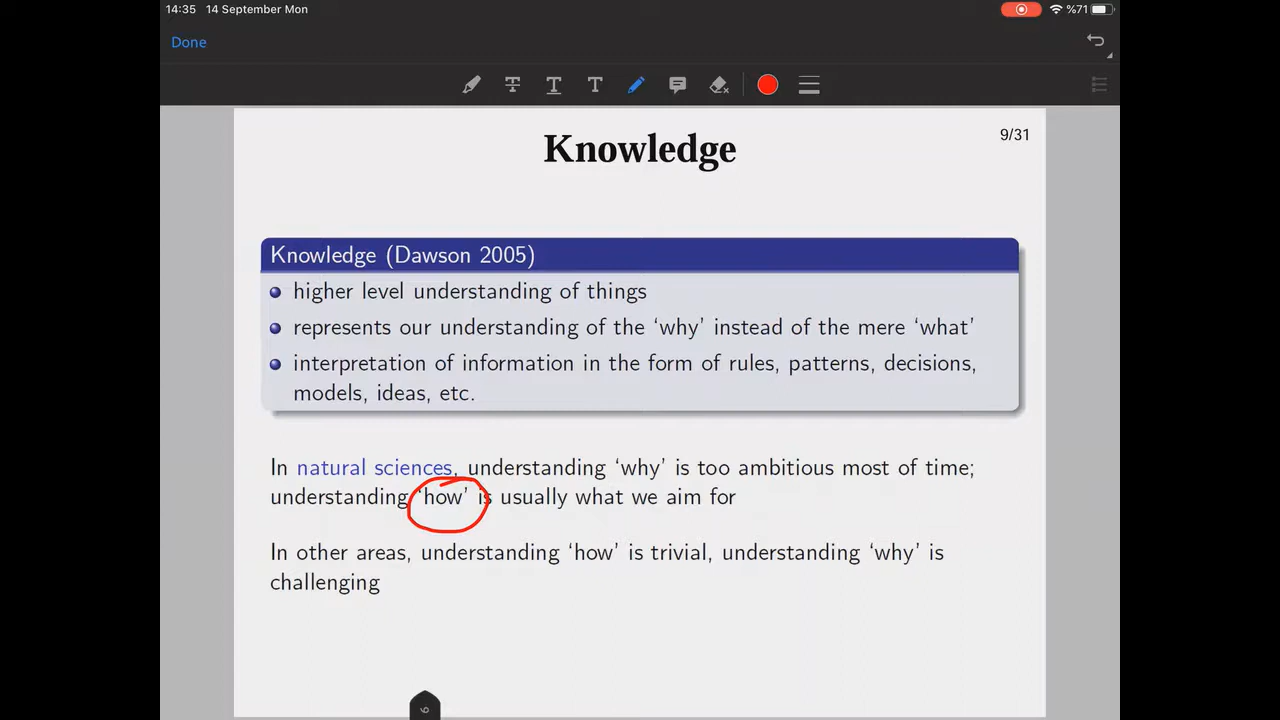 14:35 14 September Mon
%71
Done
Knowledge
9/31
Knowledge (Dawson 2005)
higher level understanding of things
represents our understanding of the ‘why’ instead of the mere ‘what’
interpretation of information in the form of rules, patterns, decisions,
models, ideas, etc.
In natural sciences, understanding ‘why’ is too ambitious most of time;
understanding ‘how’ is usually what we aim for
In other areas, understanding ‘how’ is trivial, understanding ‘why’ is
challenging
9